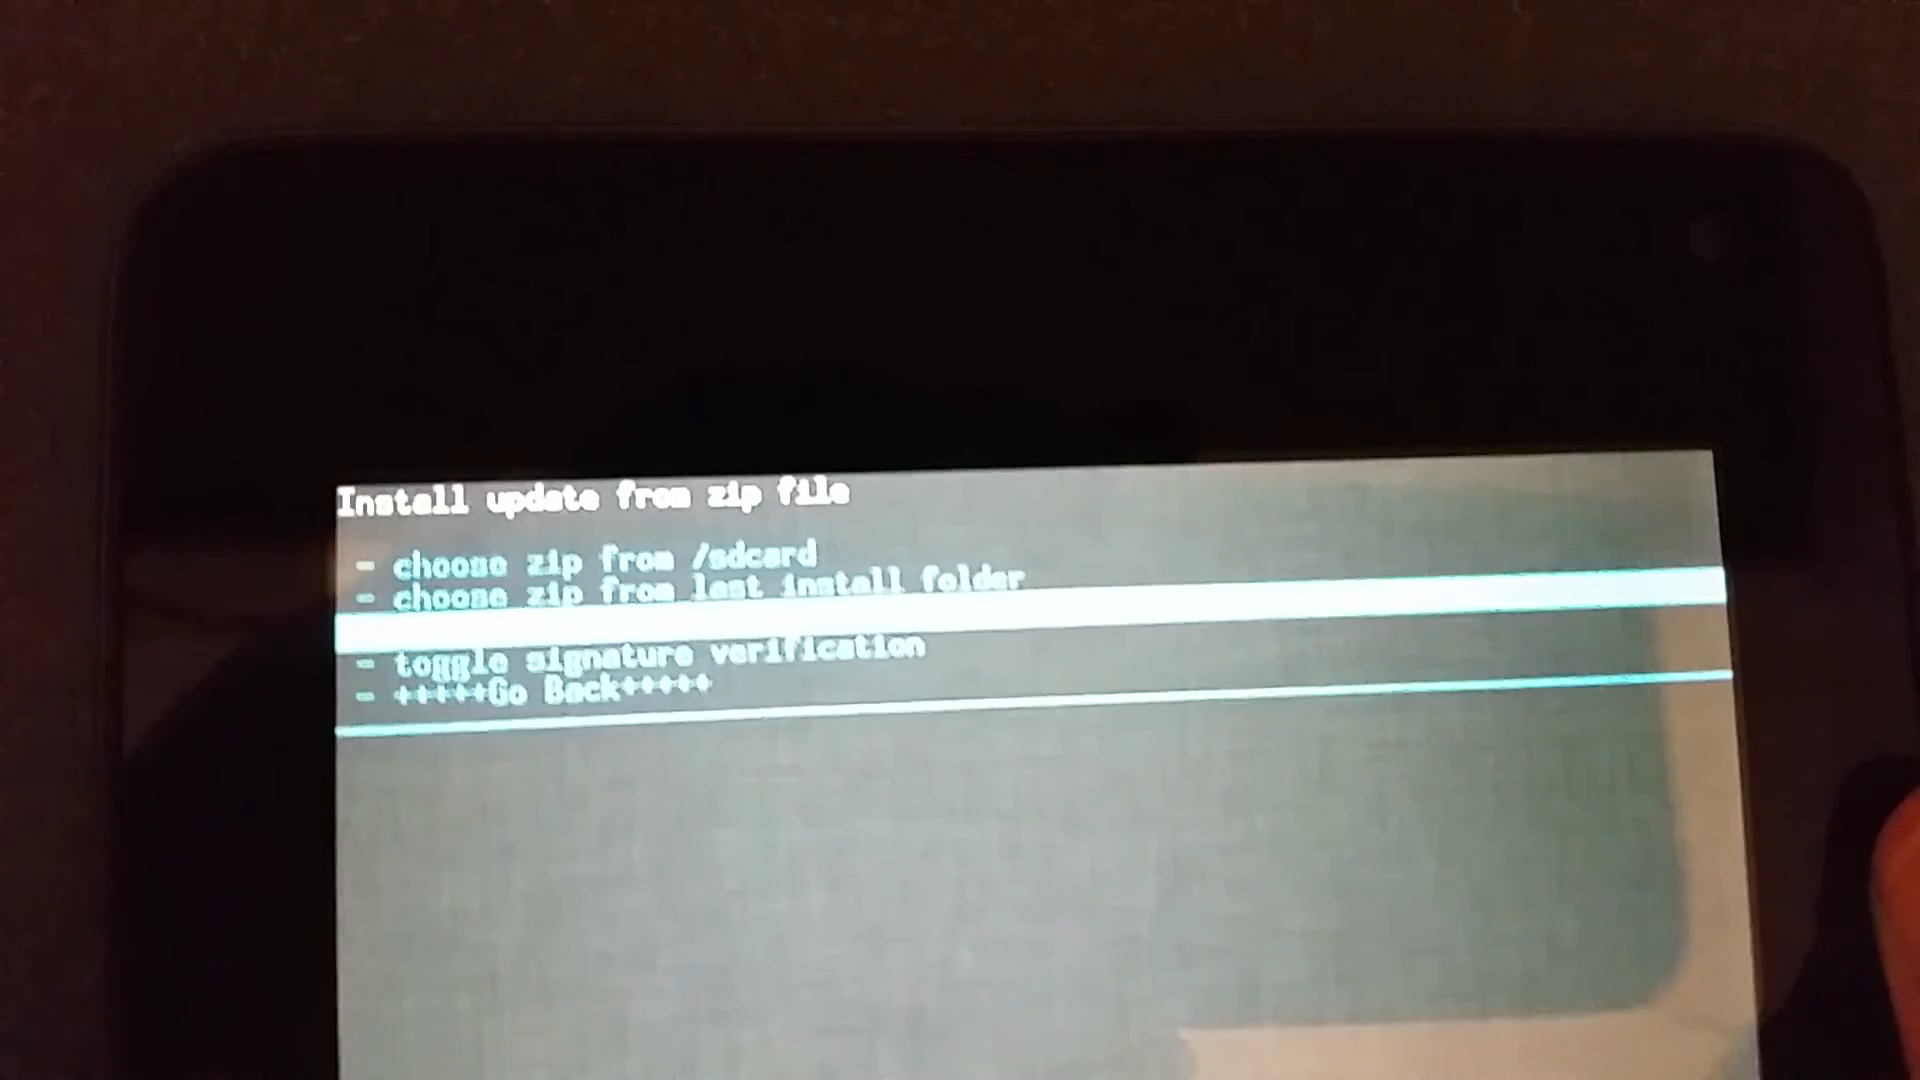 Install update from zip file
- choose zip from /sdcard
- choose zip from last install folder
- toggle signature verification
- +++++Go Back+++++